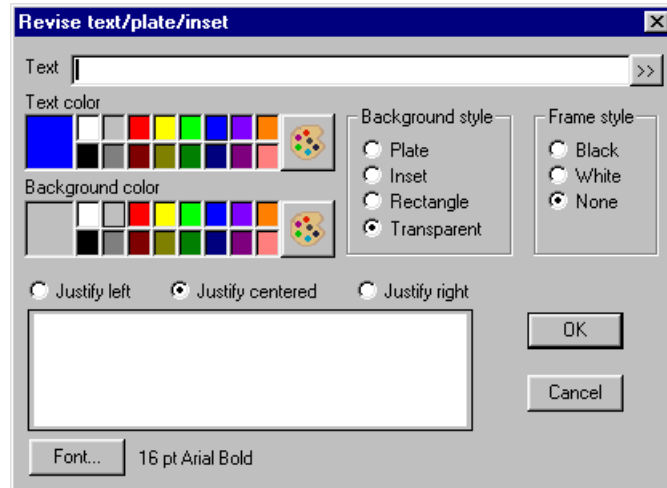 Revise text/plate/inset
Text
>>
Text color
Background style
Plate
Inset
Rectangle
Transparent
Frame style
Black
White
None
Background color
Justify left Justify centered Justify right
OK
Cancel
Font... 16 pt Arial Bold